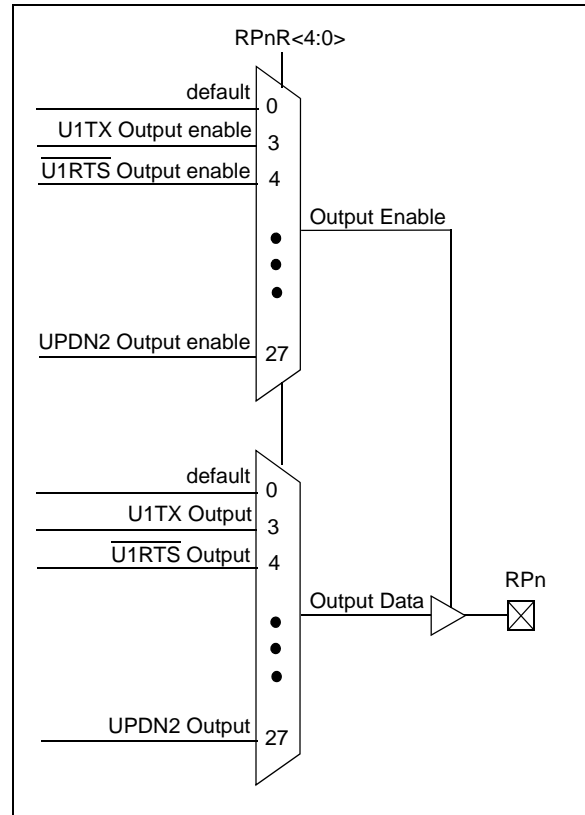 RPnR<4:0>
default
0
U1TX Output enable
3
U1RTS Output enable
4
Output Enable
UPDN2 Output enable
27
default
0
U1TX Output
3
U1RTS Output
4
RPn
Output Data
UPDN2 Output
27